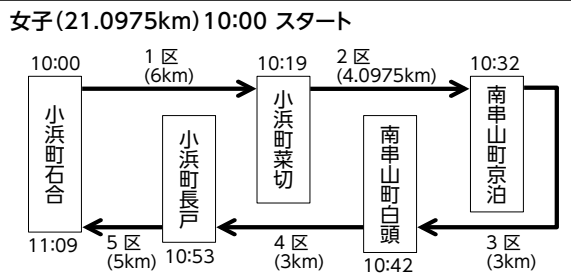 女子(21.0975km)10:00 スタート
10:00
1 区
(6km)
10:19
2 区
(4.0975km)
10:32
小浜町石合
小浜町長戸
小浜町菜切
南串山町白頭
南串山町京泊
11:09
5 区
(5km)
10:53
4 区
(3km)
10:42
3 区
(3km)